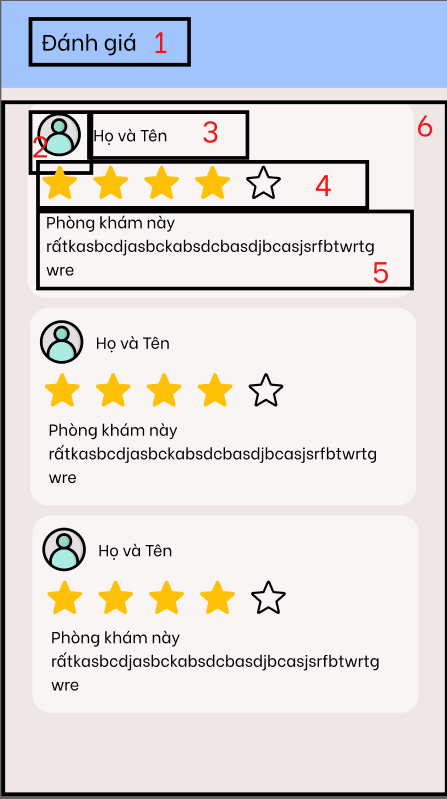 Đánh giá 1
6
2 Họ và Tên 3
4
Phòng khám này
rấtkasbcdjasbckabsdcbasdjbcasjsrfbtwrtg
wre
5
Họ và Tên
Phòng khám này
rấtkasbcdjasbckabsdcbasdjbcasjsrfbtwrtg
wre
Họ và Tên
Phòng khám này
rấtkasbcdjasbckabsdcbasdjbcasjsrfbtwrtg
wre